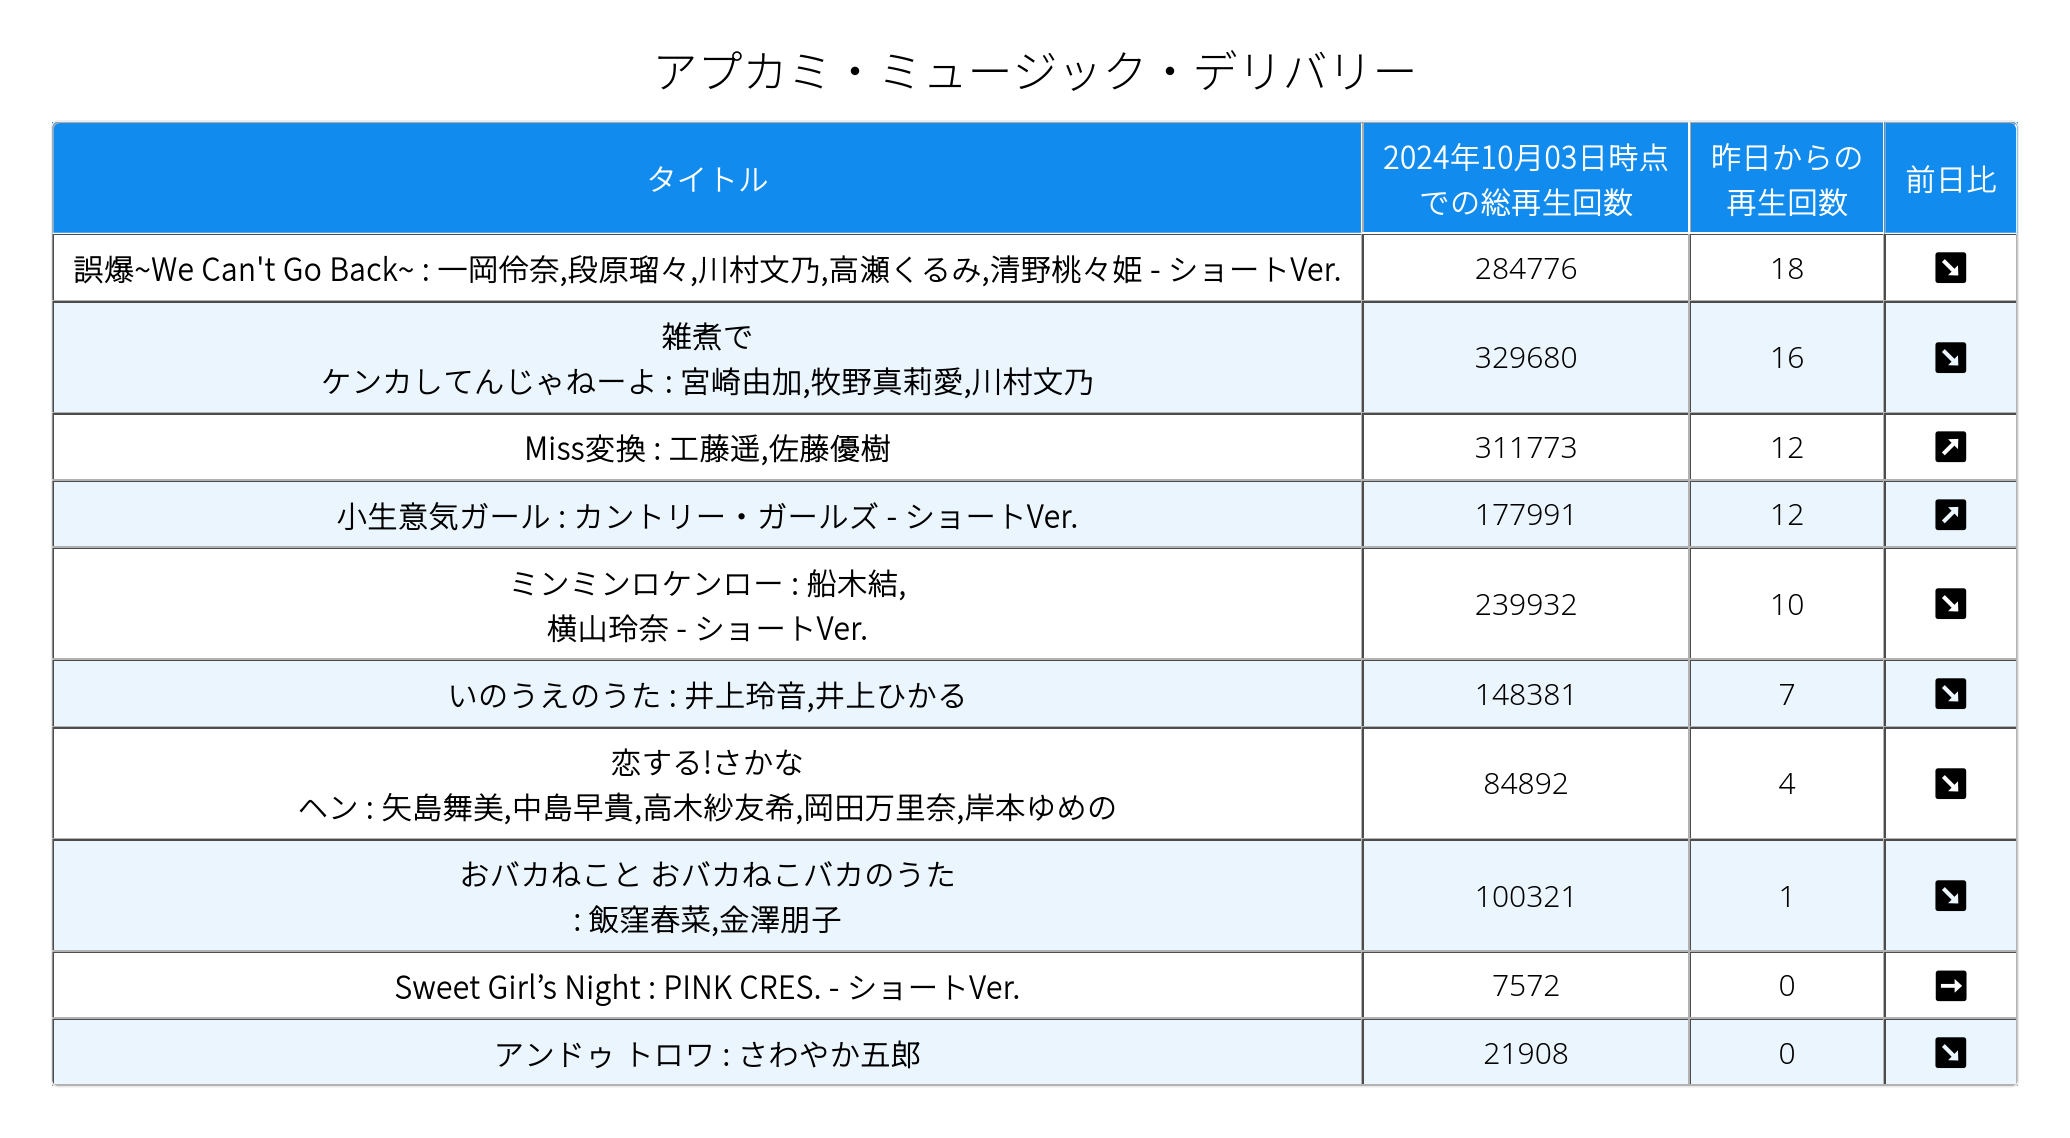 アプカミ・ミュージック・デリバリー
タイトル
2024年10月03日時点
での総再生回数
昨日からの
再生回数
前日比
誤爆~We Can't Go Back~ : 一岡伶奈,段原瑠々,川村文乃,高瀬くるみ,清野桃々姫 - ショートVer.
284776
18
雑煮で
ケンカしてんじゃねーよ : 宮崎由加,牧野真莉愛,川村文乃
329680
16
Miss変換 : 工藤遥,佐藤優樹
311773
12
小生意気ガール : カントリー・ガールズ - ショートVer.
177991
12
ミンミンロケンロー : 船木結,
横山玲奈 - ショートVer.
239932
10
いのうえのうた : 井上玲音,井上ひかる
148381
7
恋する!さかな
ヘン : 矢島舞美,中島早貴,高木紗友希,岡田万里奈,岸本ゆめの
84892
4
おバカねこと おバカねこバカのうた
: 飯窪春菜,金澤朋子
100321
1
Sweet Girl’s Night : PINK CRES. - ショートVer.
7572
0
アンドゥ トロワ : さわやか五郎
21908
0